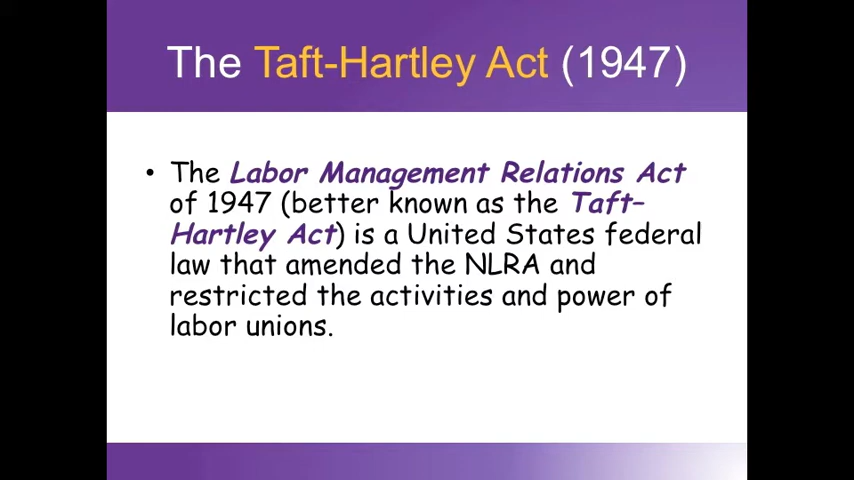 The Taft-Hartley Act (1947)
• The Labor Management Relations Act
of 1947 (better known as the Taft–
Hartley Act) is a United States federal
law that amended the NLRA and
restricted the activities and power of
labor unions.